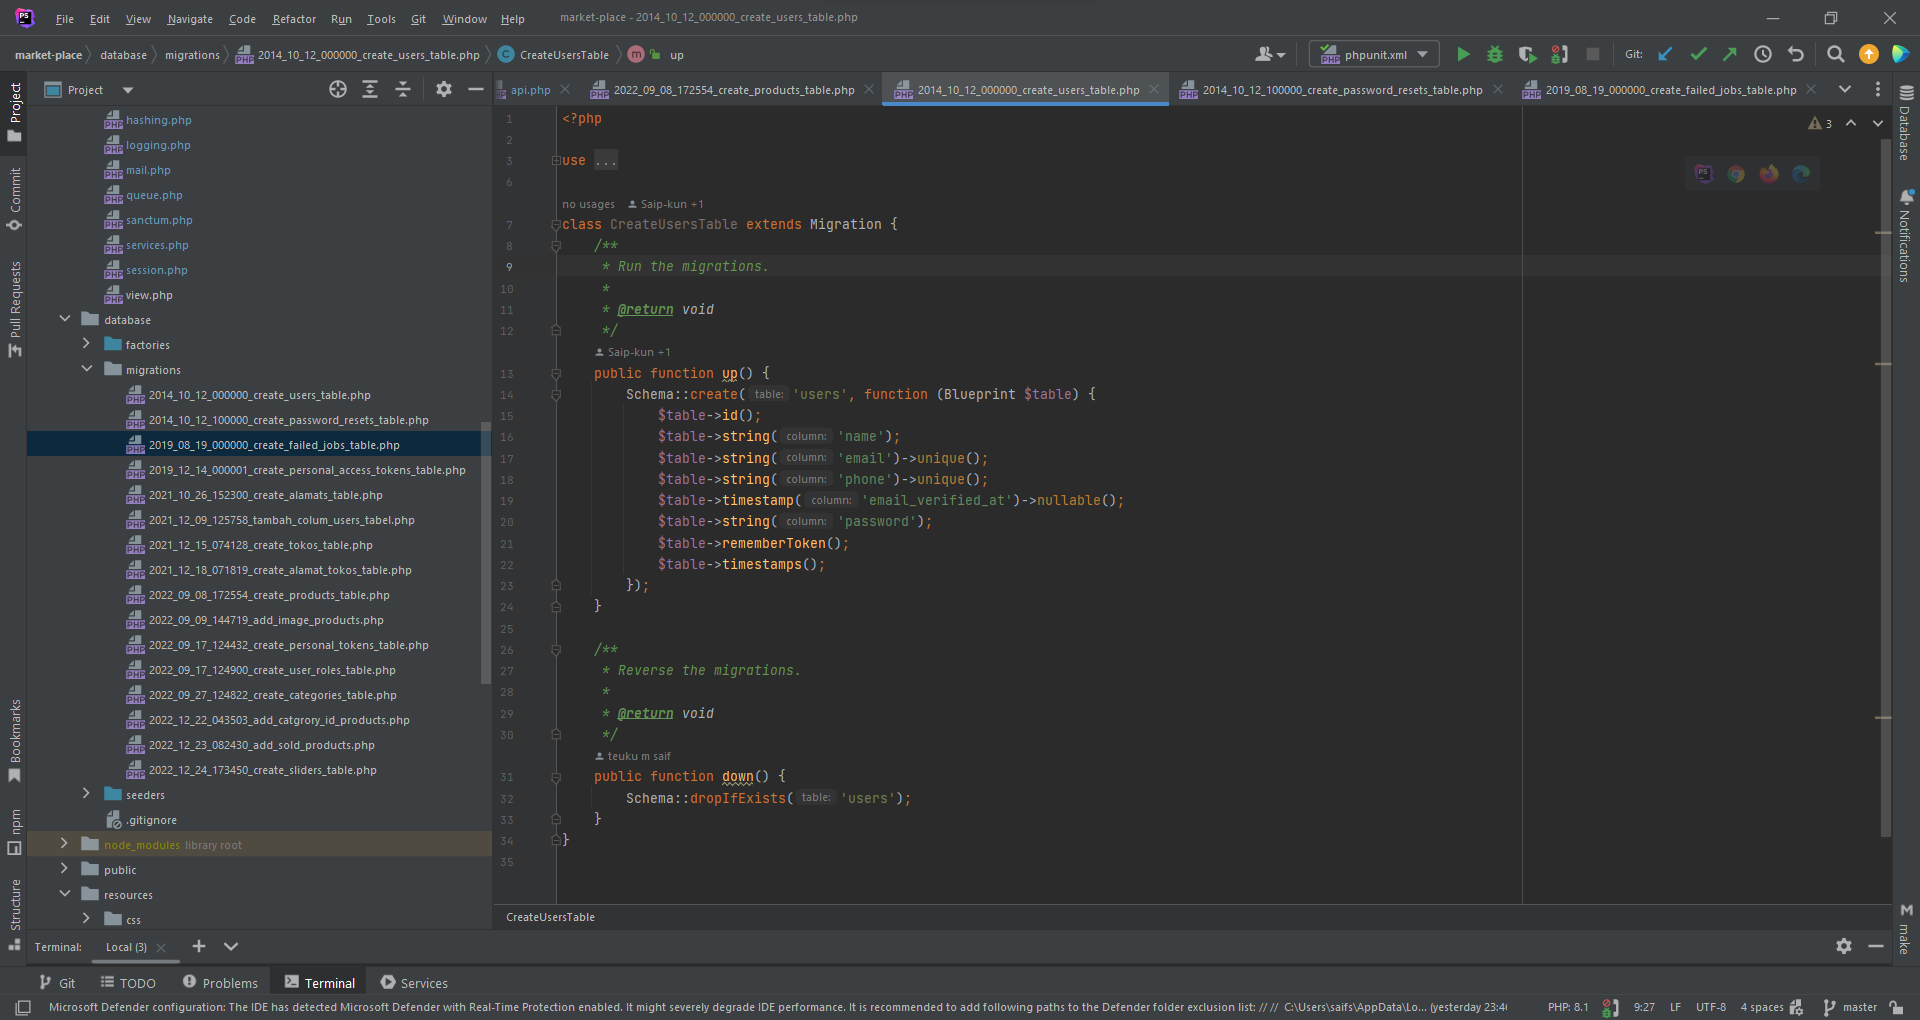 File Edit View Navigate Code Refactor Run Tools Git Window Help market-place - 2014_10_12_000000_create_users_table.php
market-place database migrations 2014_10_12_000000_create_users_table.php CreateUsersTable up phpunit.xml Git:
Project api.php 2022_09_08_172554_create_products_table.php 2014_10_12_000000_create_users_table.php 2014_10_12_100000_create_password_resets_table.php 2019_08_19_000000_create_failed_jobs_table.php
Project
Commit
Pull Requests
Bookmarks
npm
Structure
hashing.php
logging.php
mail.php
queue.php
sanctum.php
services.php
session.php
view.php
database
factories
migrations
2014_10_12_000000_create_users_table.php
2014_10_12_100000_create_password_resets_table.php
2019_08_19_000000_create_failed_jobs_table.php
2019_12_14_000001_create_personal_access_tokens_table.php
2021_10_26_152300_create_alamats_table.php
2021_12_09_125758_tambah_colum_users_tabel.php
2021_12_15_074128_create_tokos_table.php
2021_12_18_071819_create_alamat_tokos_table.php
2022_09_08_172554_create_products_table.php
2022_09_09_144719_add_image_products.php
2022_09_17_124432_create_personal_tokens_table.php
2022_09_17_124900_create_user_roles_table.php
2022_09_27_124822_create_categories_table.php
2022_12_22_043503_add_catgrory_id_products.php
2022_12_23_082430_add_sold_products.php
2022_12_24_173450_create_sliders_table.php
seeders
.gitignore
node_modules library root
public
resources
css
1 <?php
2
3 use ...
6
no usages Saip-kun +1
7 class CreateUsersTable extends Migration {
8 /**
9 * Run the migrations.
10 *
11 * @return void
12 */
Saip-kun +1
13 public function up() {
14 Schema::create( table: 'users', function (Blueprint $table) {
15 $table->id();
16 $table->string( column: 'name');
17 $table->string( column: 'email')->unique();
18 $table->string( column: 'phone')->unique();
19 $table->timestamp( column: 'email_verified_at')->nullable();
20 $table->string( column: 'password');
21 $table->rememberToken();
22 $table->timestamps();
23 });
24 }
25
26 /**
27 * Reverse the migrations.
28 *
29 * @return void
30 */
teuku m saif
31 public function down() {
32 Schema::dropIfExists( table: 'users');
33 }
34 }
35
3
Database
Notifications
make
CreateUsersTable
Terminal: Local (3)
Git TODO Problems Terminal Services
Microsoft Defender configuration: The IDE has detected Microsoft Defender with Real-Time Protection enabled. It might severely degrade IDE performance. It is recommended to add following paths to the Defender folder exclusion list: // // C:\Users\saifs\AppData\Lo... (yesterday 23:4 PHP: 8.1 9:27 LF UTF-8 4 spaces master